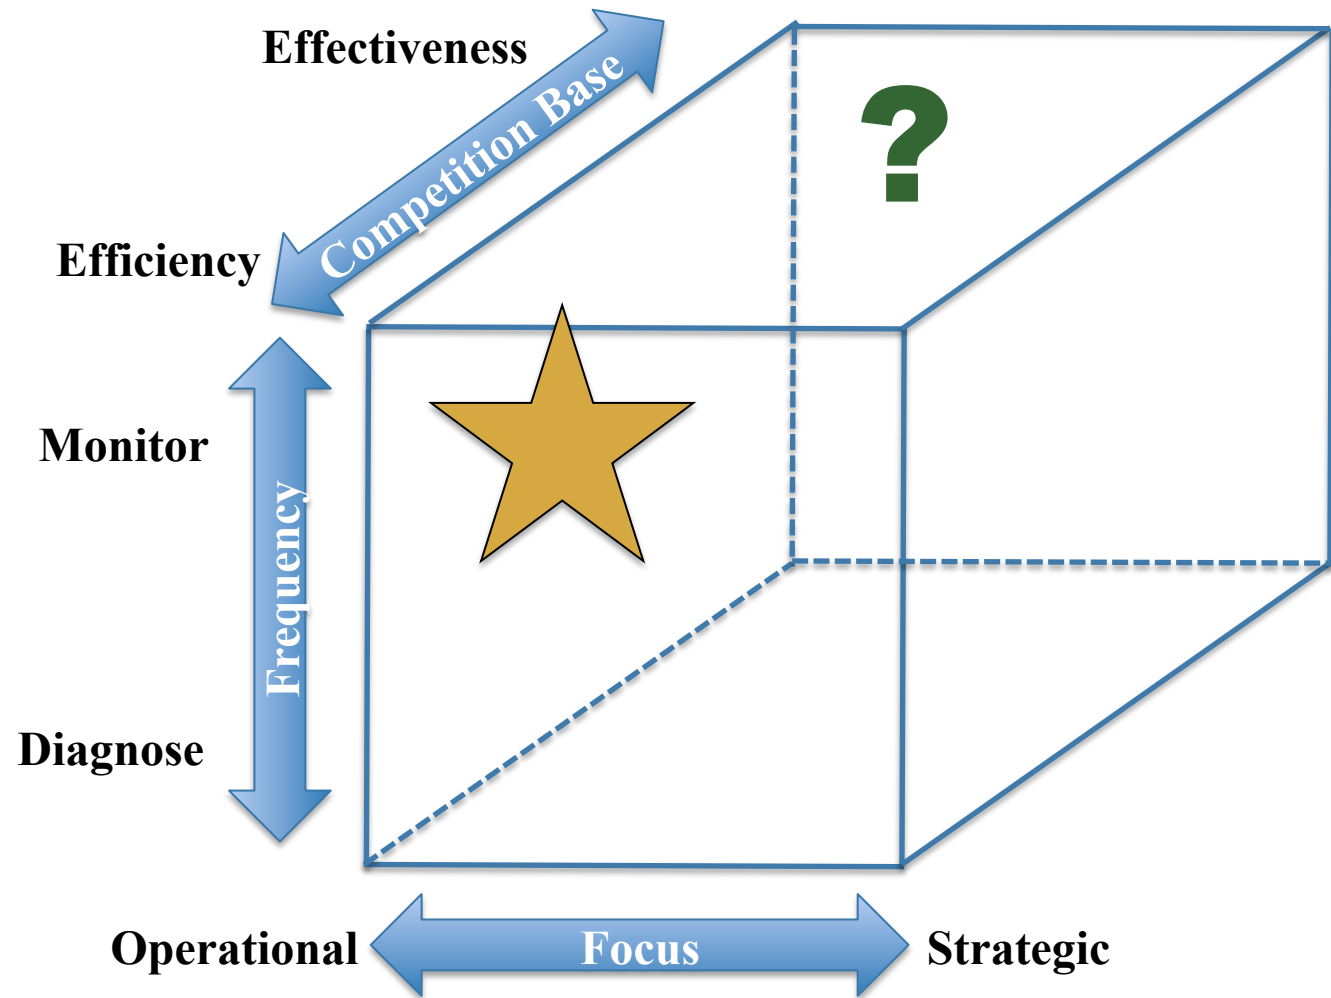 Effectiveness
Competition Base
?
Efficiency
Monitor
Frequency
Diagnose
Operational
Focus
Strategic